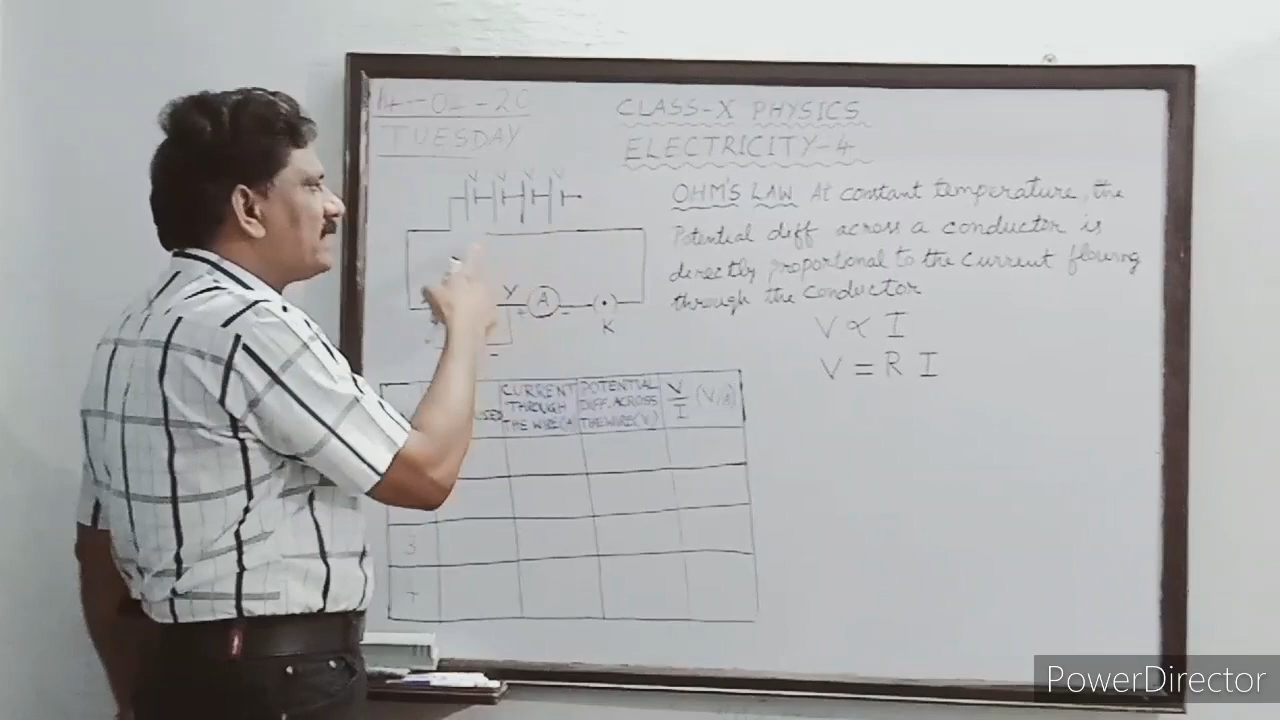 14-04-20
TUESDAY
CLASS-X PHYSICS
ELECTRICITY-4
V V V V
OHM'S LAW At constant temperature, the
Potential diff across a conductor is
directly proportional to the current flowing
through the conductor
V ∝ I
V = R I
Y
+ A -
K
-
CURRENT THROUGH THE WIRE(A
POTENTIAL DIFF. ACROSS THE WIRE(V)
V/I (V/A)
3
PowerDirector